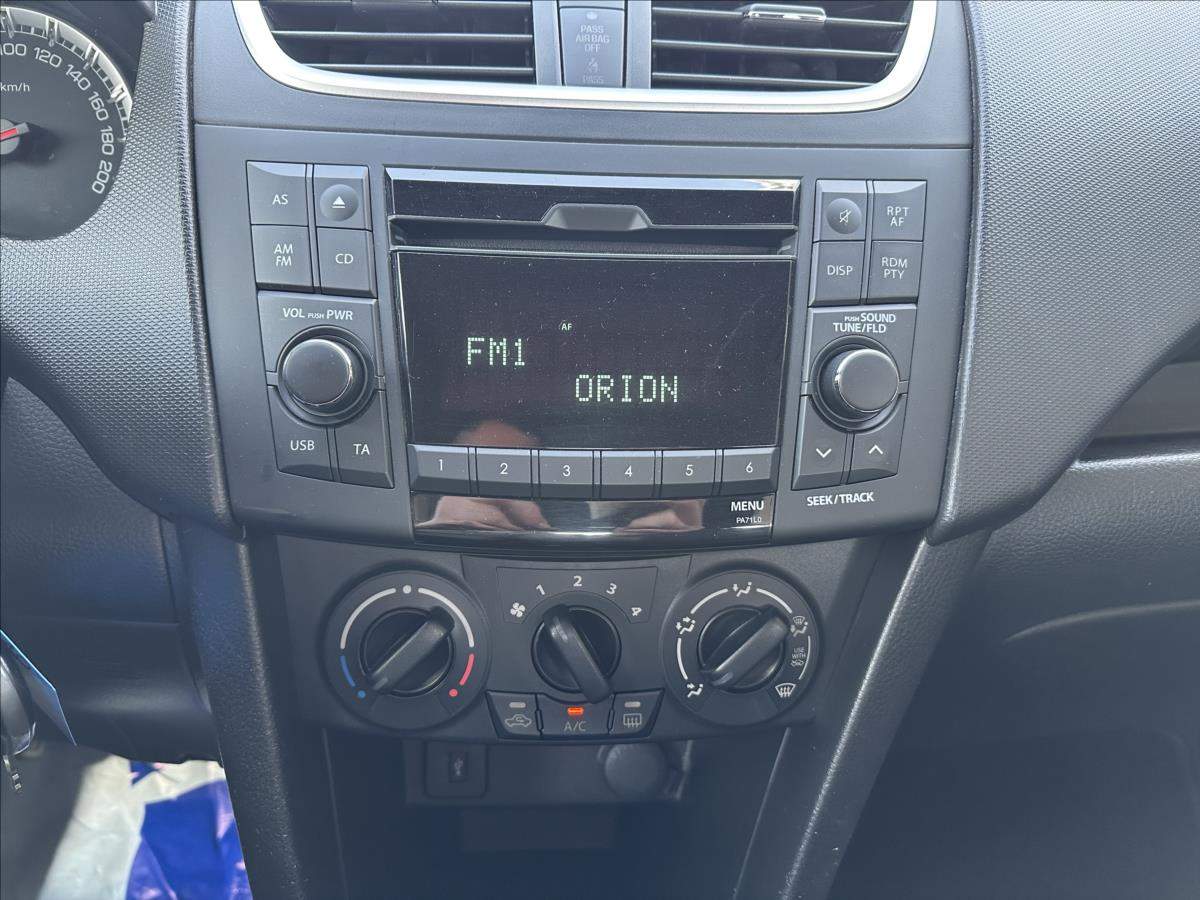 100 120 140 160 180 200
km/h
PASS
AIR BAG
OFF
PASS
AS
AM
FM
CD
VOL PUSH PWR
USB
TA
AF
FM1
ORION
1 2 3 4 5 6
MENU
PA71L0
RPT
AF
DISP
RDM
PTY
PUSH SOUND
TUNE/FLD
SEEK/TRACK
1 2 3 4
A/C
USE
WITH